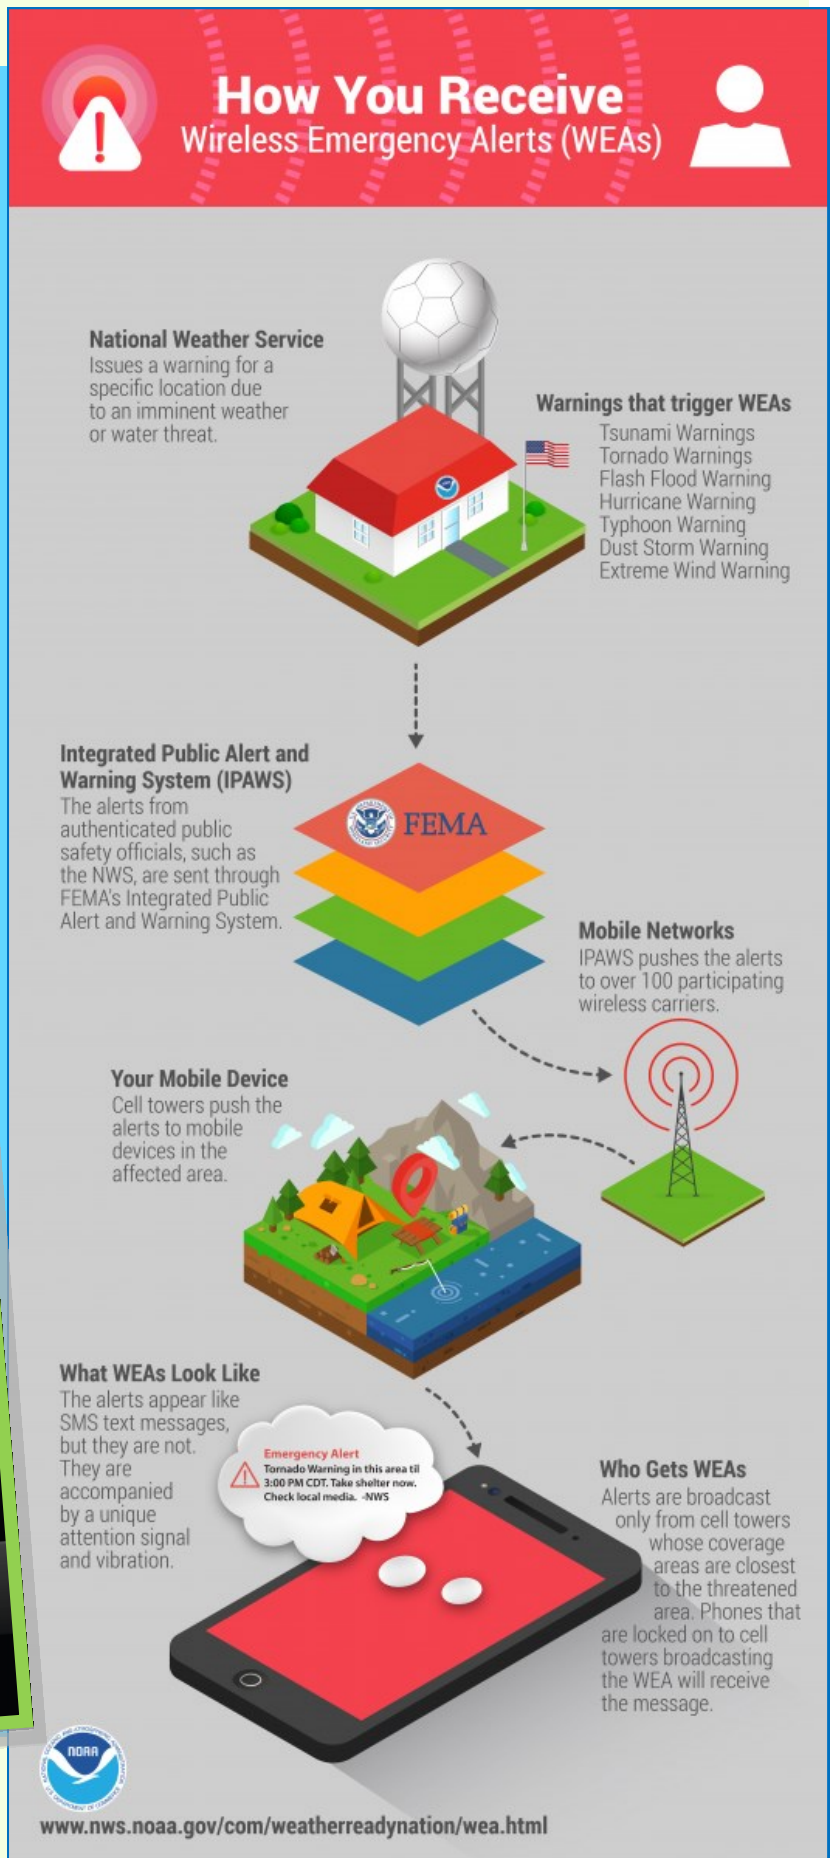 How You Receive
Wireless Emergency Alerts (WEAs)
National Weather Service
Issues a warning for a
specific location due
to an imminent weather
or water threat.
Warnings that trigger WEAs
Tsunami Warnings
Tornado Warnings
Flash Flood Warning
Hurricane Warning
Typhoon Warning
Dust Storm Warning
Extreme Wind Warning
Integrated Public Alert and
Warning System (IPAWS)
The alerts from
authenticated public
safety officials, such as
the NWS, are sent through
FEMA's Integrated Public
Alert and Warning System.
FEMA
Mobile Networks
IPAWS pushes the alerts
to over 100 participating
wireless carriers.
Your Mobile Device
Cell towers push the
alerts to mobile
devices in the
affected area.
What WEAs Look Like
The alerts appear like
SMS text messages,
but they are not.
They are
accompanied
by a unique
attention signal
and vibration.
Emergency Alert
Tornado Warning in this area til
3:00 PM CDT. Take shelter now.
Check local media. -NWS
Who Gets WEAs
Alerts are broadcast
only from cell towers
whose coverage
areas are closest
to the threatened
area. Phones that
are locked on to cell
towers broadcasting
the WEA will receive
the message.
NOAA
www.nws.noaa.gov/com/weatherreadynation/wea.html